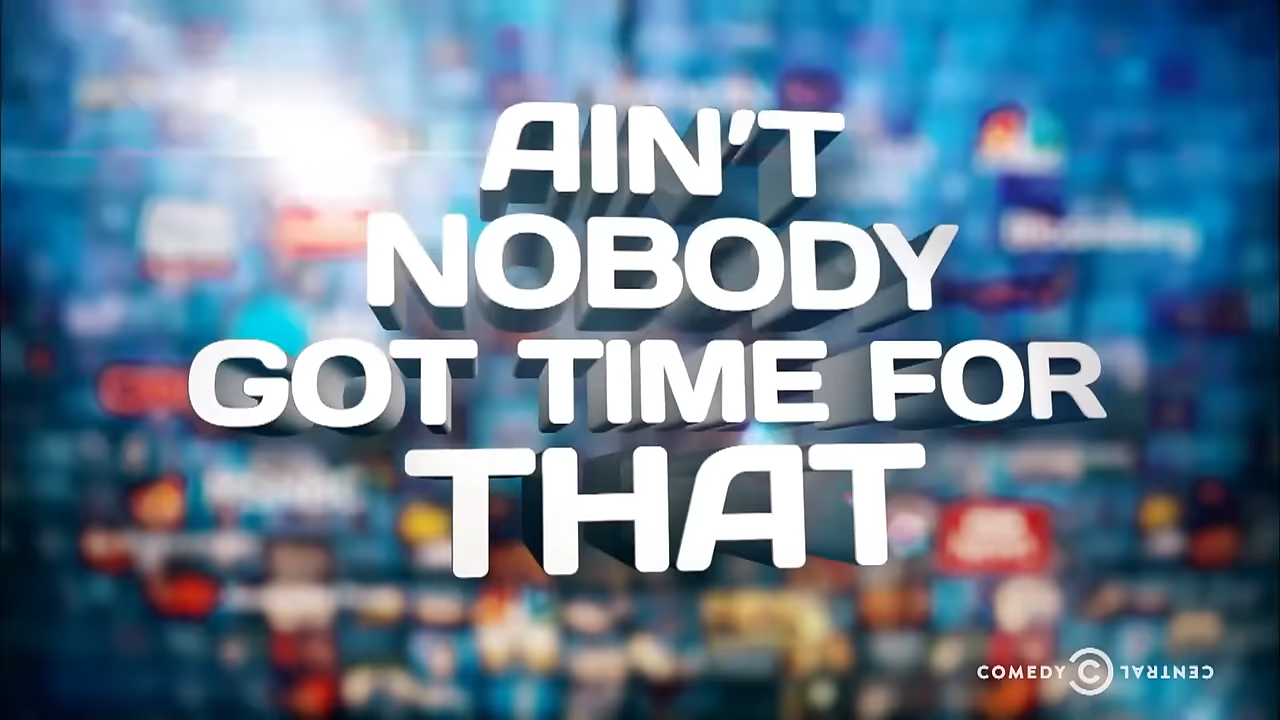 AIN'T
NOBODY
GOT TIME FOR
THAT
COMEDY CENTRAL